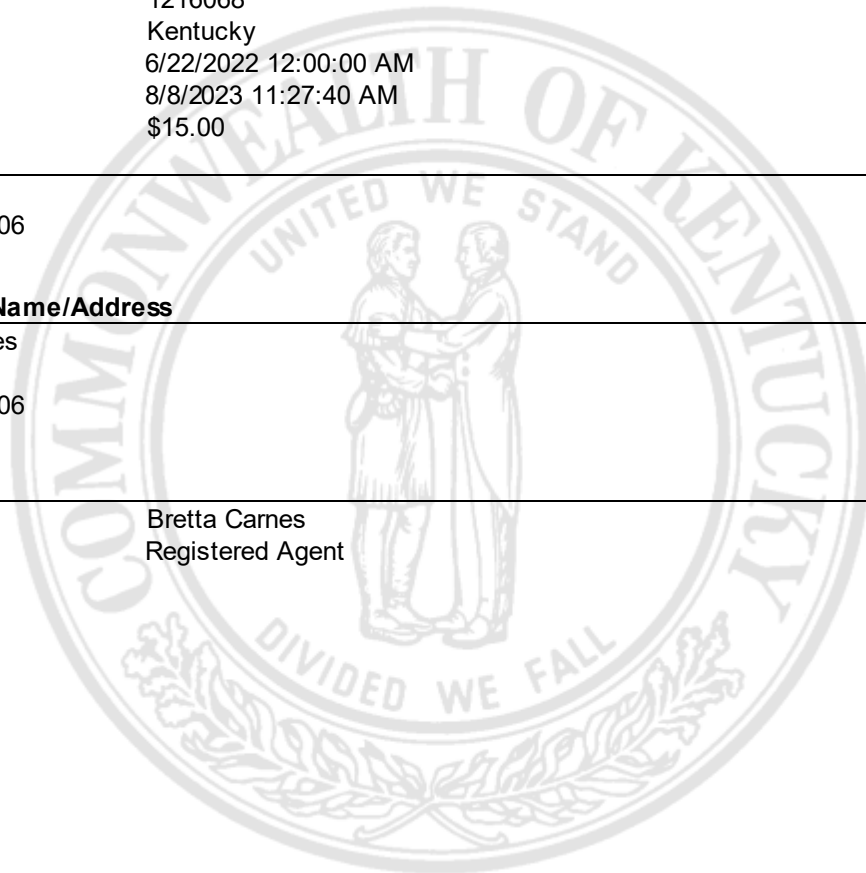 1216068
Kentucky
6/22/2022 12:00:00 AM
8/8/2023 11:27:40 AM
$15.00
06
Name/Address
es
06
Bretta Carnes
Registered Agent
COMMONWEALTH OF KENTUCKY
UNITED WE STAND
DIVIDED WE FALL